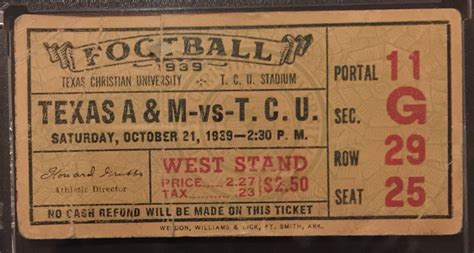 FOOTBALL
1939
TEXAS CHRISTIAN UNIVERSITY T. C. U. STADIUM
TEXAS A & M-vs-T. C. U.
SATURDAY, OCTOBER 21, 1939-2:30 P. M.
WEST STAND
PRICE 2.27
TAX .23
$2.50
Athletic Director
NO CASH REFUND WILL BE MADE ON THIS TICKET
WELDON, WILLIAMS & LICK, FT. SMITH, ARK.
PORTAL 11
SEC. G
ROW 29
SEAT 25